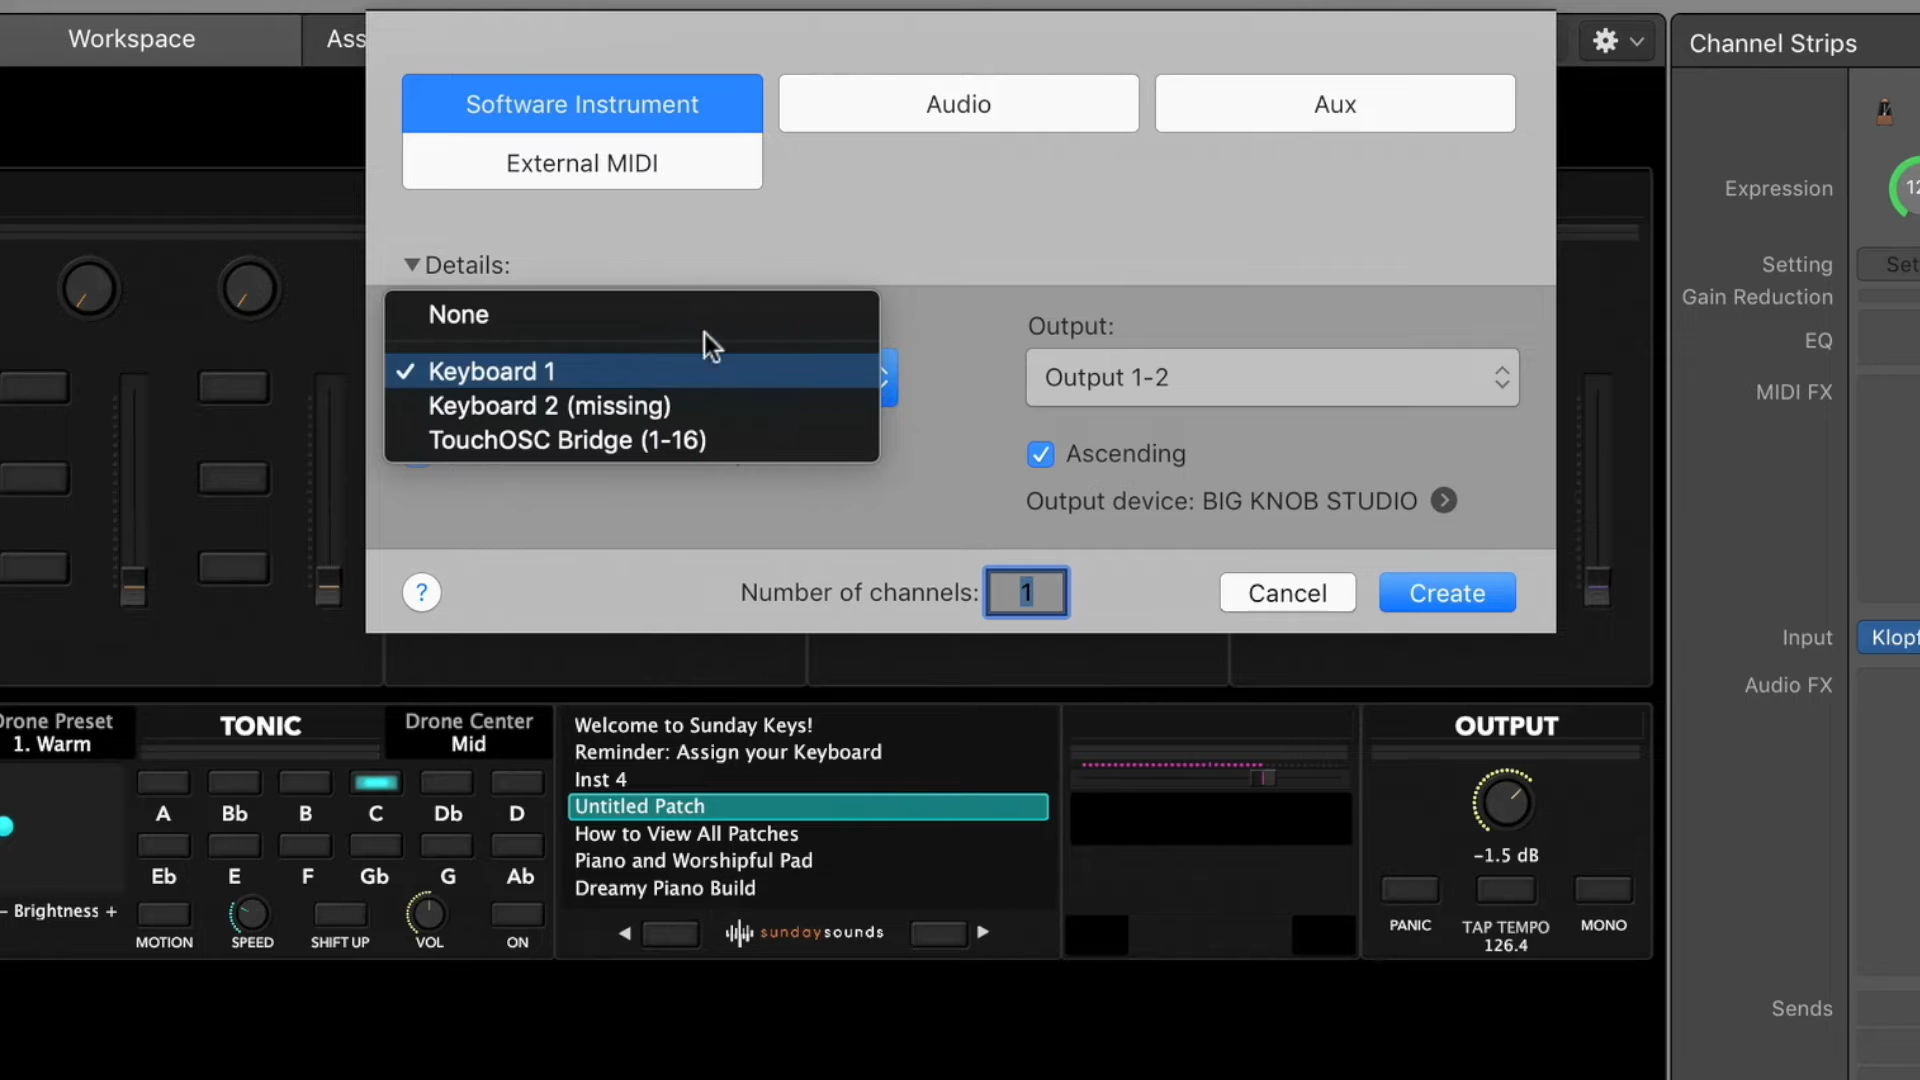 Workspace
Ass
Channel Strips
Software Instrument
Audio
Aux
External MIDI
Expression
12
Details:
Setting
Set
Gain Reduction
None
Output:
EQ
Keyboard 1
Output 1-2
MIDI FX
Keyboard 2 (missing)
TouchOSC Bridge (1-16)
Ascending
Output device: BIG KNOB STUDIO
?
Number of channels:
1
Cancel
Create
Input
Klopf
Audio FX
Drone Preset
1. Warm
TONIC
Drone Center
Mid
Welcome to Sunday Keys!
Reminder: Assign your Keyboard
Inst 4
Untitled Patch
How to View All Patches
Piano and Worshipful Pad
Dreamy Piano Build
OUTPUT
A
Bb
B
C
Db
D
Eb
E
F
Gb
G
Ab
-1.5 dB
- Brightness +
MOTION
SPEED
SHIFT UP
VOL
ON
sundaysounds
PANIC
TAP TEMPO
126.4
MONO
Sends